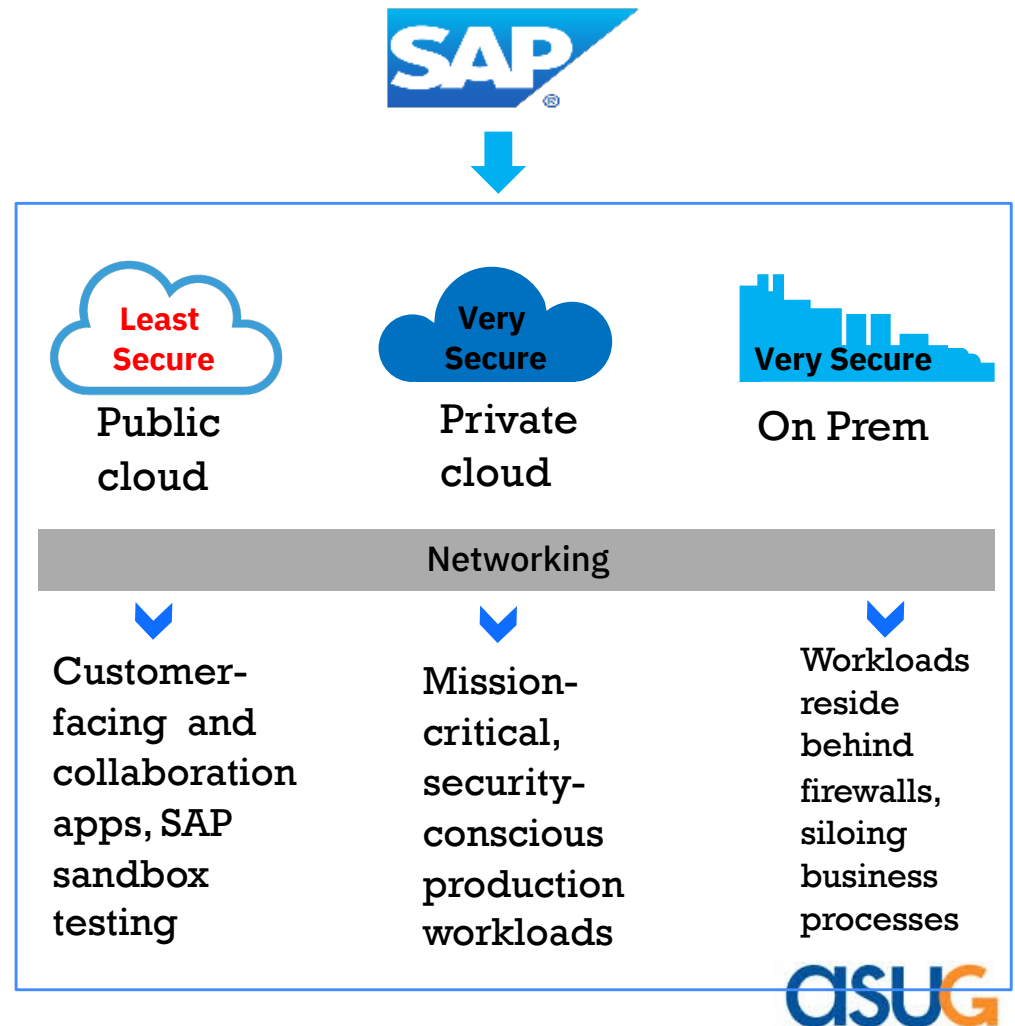 SAP
®
Least
Secure
Public
cloud
Very
Secure
Private
cloud
Very Secure
On Prem
Networking
Customer-
facing and
collaboration
apps, SAP
sandbox
testing
Mission-
critical,
security-
conscious
production
workloads
Workloads
reside
behind
firewalls,
siloing
business
processes
asug